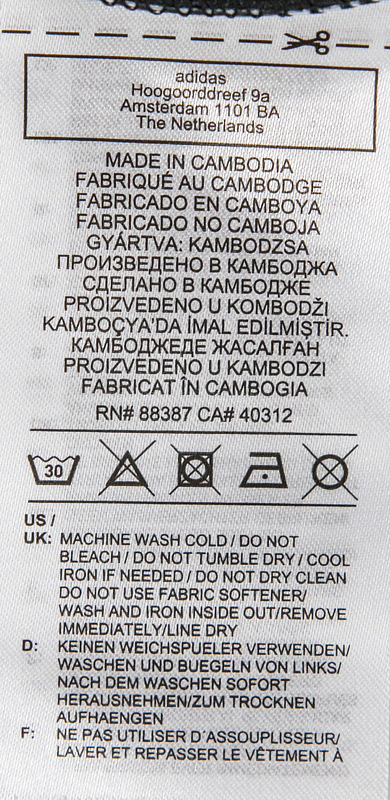 adidas
Hoogoorddreef 9a
Amsterdam 1101 BA
The Netherlands
MADE IN CAMBODIA
FABRIQUÉ AU CAMBODGE
FABRICADO EN CAMBOYA
FABRICADO NO CAMBOJA
GYÁRTVA: KAMBODZSA
ПРОИЗВЕДЕНО В КАМБОДЖА
СДЕЛАНО В КАМБОДЖЕ
PROIZVEDENO U KOMBODŽI
KAMBOÇYA'DA İMAL EDİLMİŞTİR.
КАМБОДЖЕДЕ ЖАСАЛҒАН
PROIZVEDENO U KAMBODZI
FABRICAT ÎN CAMBOGIA
RN# 88387 CA# 40312
30
US /
UK: MACHINE WASH COLD / DO NOT
BLEACH / DO NOT TUMBLE DRY / COOL
IRON IF NEEDED / DO NOT DRY CLEAN
DO NOT USE FABRIC SOFTENER/
WASH AND IRON INSIDE OUT/REMOVE
IMMEDIATELY/LINE DRY
D: KEINEN WEICHSPUELER VERWENDEN/
WASCHEN UND BUEGELN VON LINKS/
NACH DEM WASCHEN SOFORT
HERAUSNEHMEN/ZUM TROCKNEN
AUFHAENGEN
F: NE PAS UTILISER D'ASSOUPLISSEUR/
LAVER ET REPASSER LE VÊTEMENT À